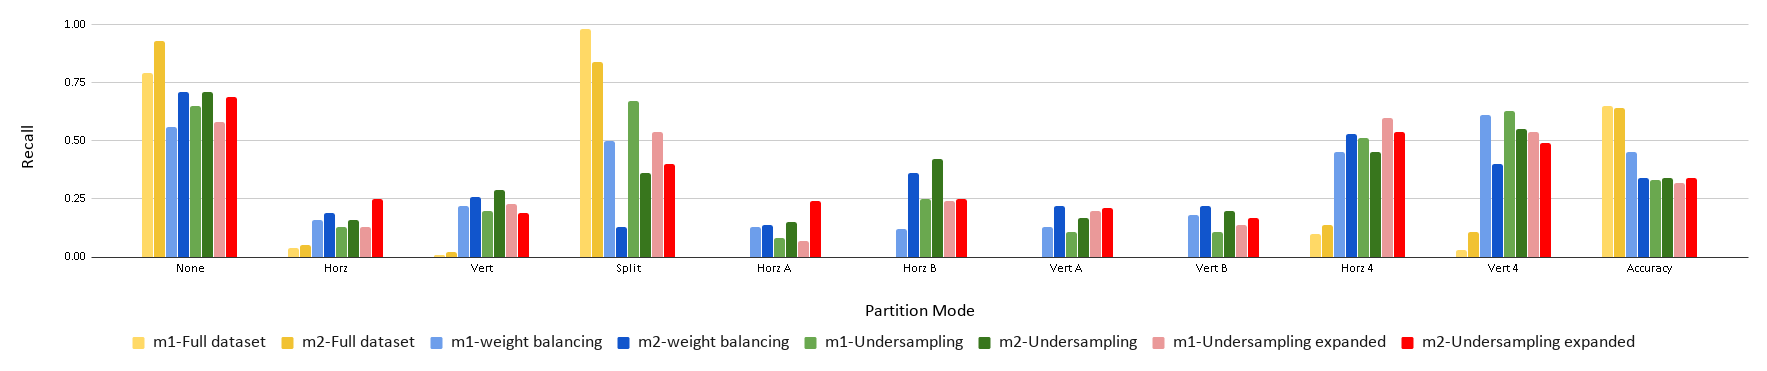 1.00
0.75
0.50
0.25
0.00
Recall
None Horz Vert Split Horz A Horz B Vert A Vert B Horz 4 Vert 4 Accuracy
Partition Mode
m1-Full dataset m2-Full dataset m1-weight balancing m2-weight balancing m1-Undersampling m2-Undersampling m1-Undersampling expanded m2-Undersampling expanded